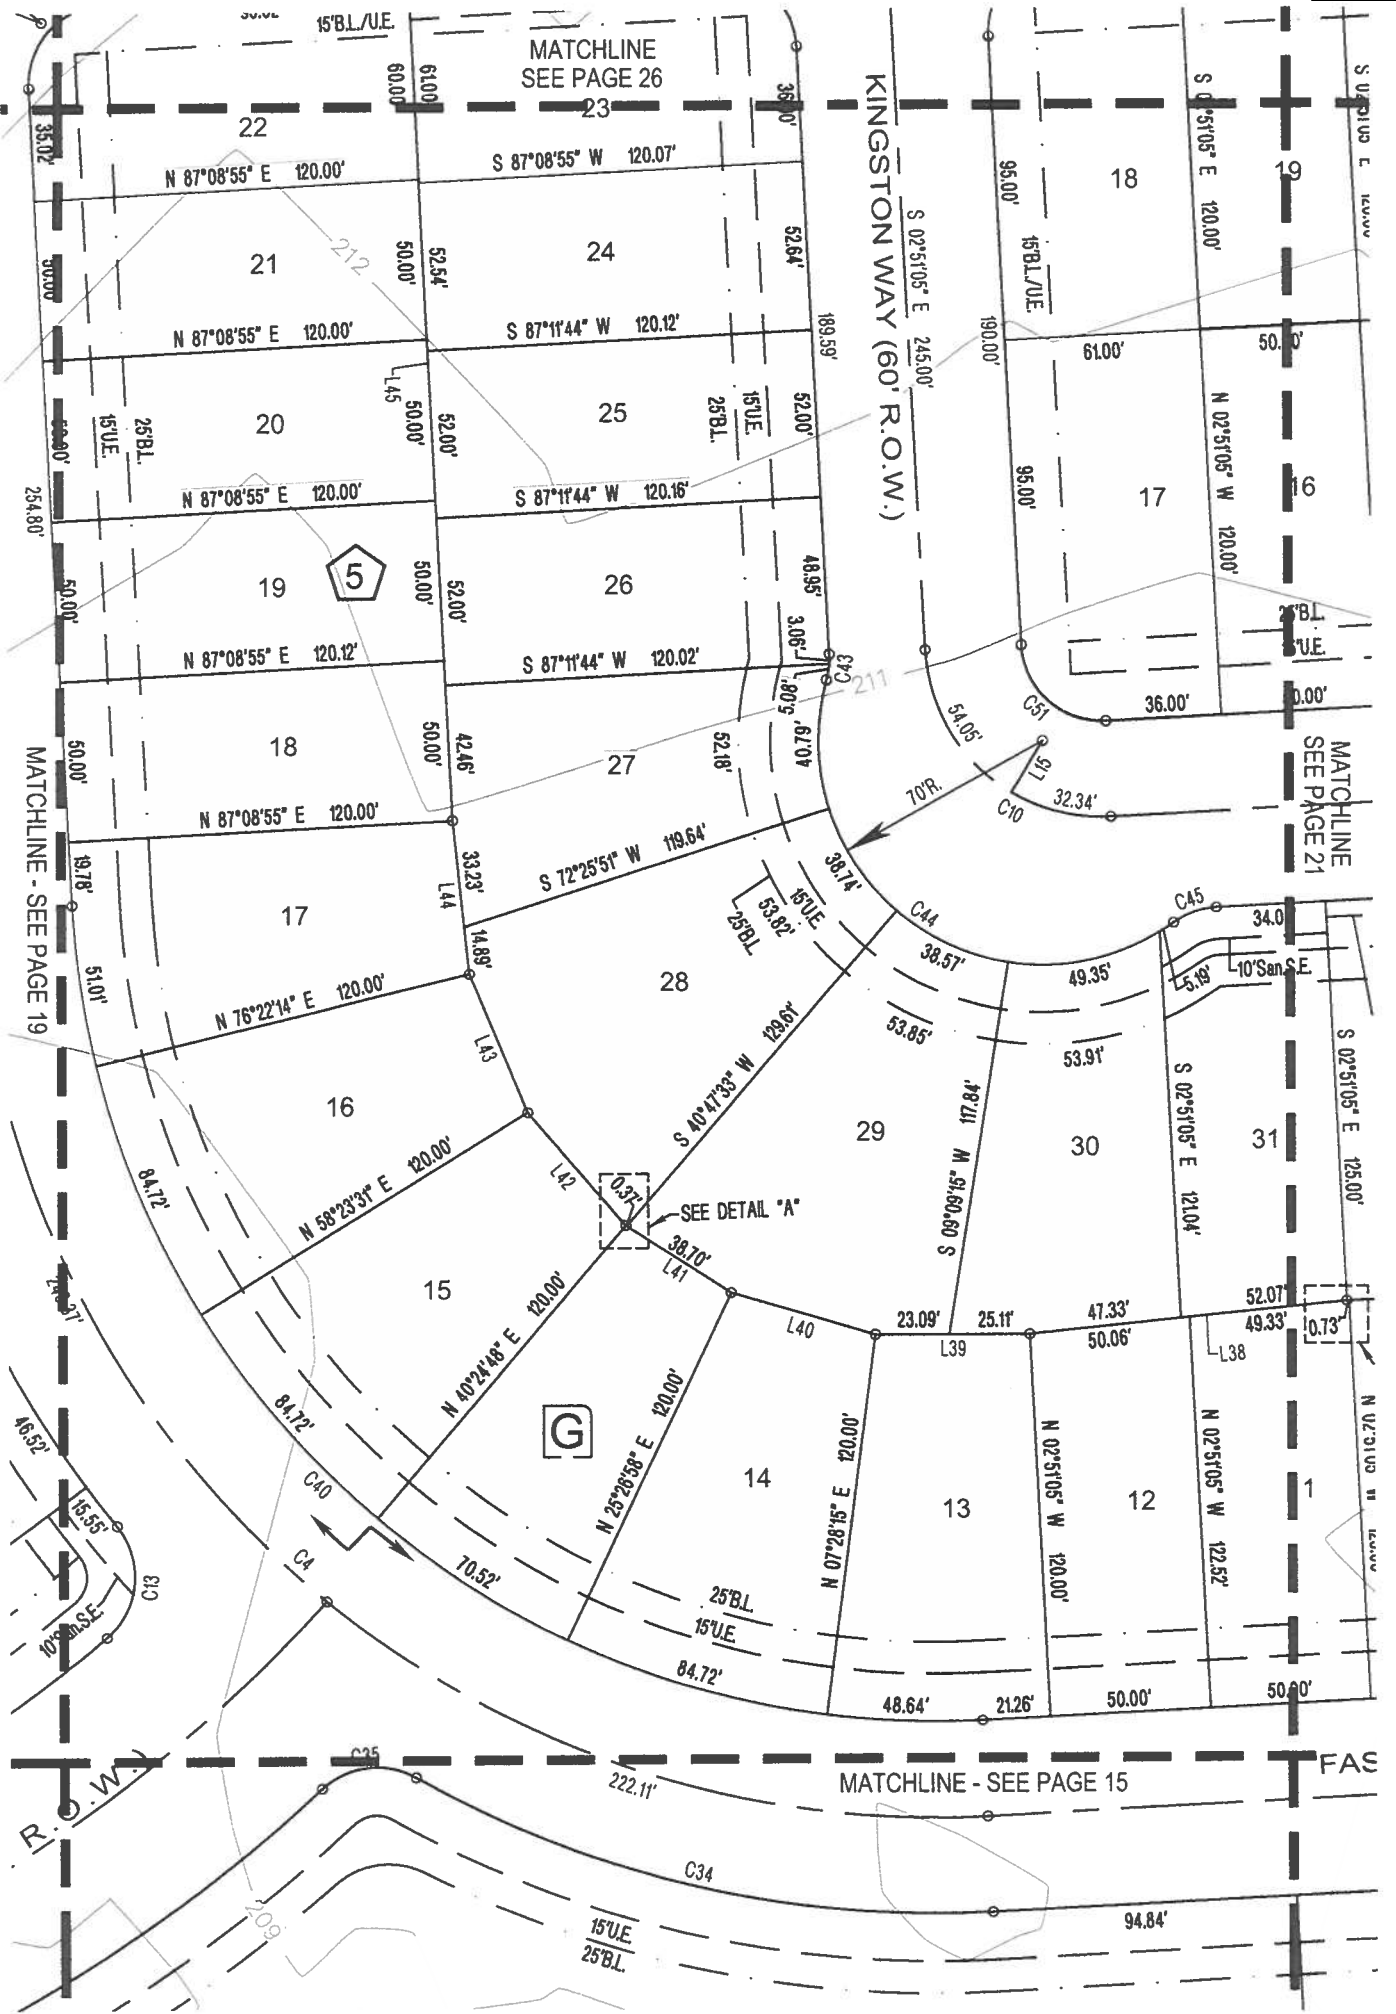 15'B.L./U.E.
MATCHLINE
SEE PAGE 26
23
60.00'
61.00'
22
35.02'
N 87°08'55" E 120.00'
S 87°08'55" W 120.07'
KINGSTON WAY (60' R.O.W.)
S 02°51'05" E 245.00'
95.00'
15'B.L./U.E.
18
S 02°51'05" E 120.00'
19
21
212
50.00'
52.54'
24
52.64'
189.59'
190.00'
50.00'
N 87°08'55" E 120.00'
S 87°11'44" W 120.12'
61.00'
50.00'
L45
20
50.00'
52.00'
25
25'B.L.
15'U.E.
52.00'
15'U.E.
25'B.L.
254.80'
N 87°08'55" E 120.00'
S 87°11'44" W 120.16'
95.00'
17
N 02°51'05" W 120.00'
16
19
5
50.00'
50.00'
52.00'
26
48.95'
3.06'
C43
N 87°08'55" E 120.12'
S 87°11'44" W 120.02'
5.08'
211
25'B.L.
15'U.E.
18
50.00'
50.00'
42.46'
27
52.18'
40.79'
54.05'
C51
36.00'
MATCHLINE
SEE PAGE 21
MATCHLINE - SEE PAGE 19
N 87°08'55" E 120.00'
70'R.
L15
C10
32.34'
19.78'
17
L44
33.23'
S 72°25'51" W 119.64'
38.74'
15'U.E.
53.82'
25'B.L.
C44
C45
34.0
14.89'
51.01'
N 76°22'14" E 120.00'
28
38.57'
49.35'
5.19'
10'San.S.E.
L43
53.85'
53.91'
129.61'
S 40°47'33" W
16
29
S 09°09'15" W 117.84'
30
S 02°51'05" E 121.04'
31
S 02°51'05" E 125.00'
84.72'
N 58°23'31" E 120.00'
L42
0.37'
SEE DETAIL "A"
38.70'
L41
15
N 40°24'48" E 120.00'
L40
23.09'
25.11'
L39
47.33'
50.06'
52.07'
49.33'
0.73'
L38
84.72'
G
N 25°26'58" E 120.00'
14
N 07°28'15" E 120.00'
13
N 02°51'05" W 120.00'
12
N 02°51'05" W 122.52'
1
46.52'
C40
15.55'
C13
10'San.S.E.
C4
70.52'
25'B.L.
15'U.E.
84.72'
48.64'
21.26'
50.00'
50.00'
C35
222.11'
MATCHLINE - SEE PAGE 15
FAS
R.O.W.)
C34
209
15'U.E.
25'B.L.
94.84'